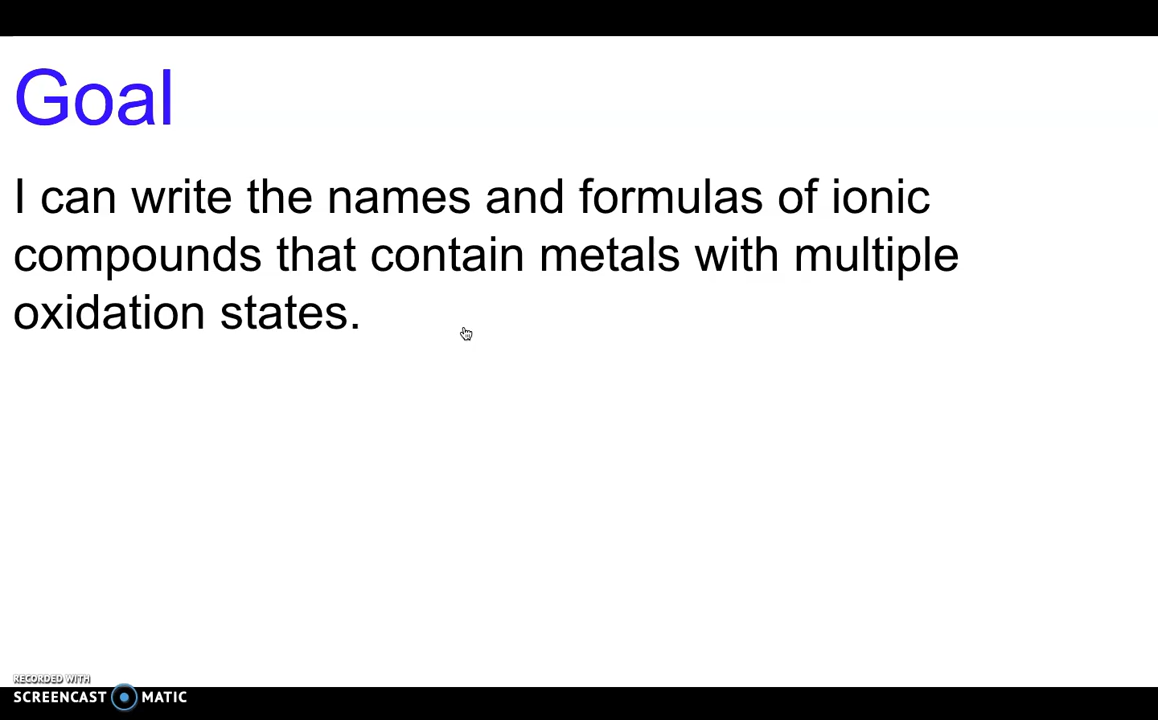 Goal
I can write the names and formulas of ionic
compounds that contain metals with multiple
oxidation states.
RECORDED WITH
SCREENCAST MATIC